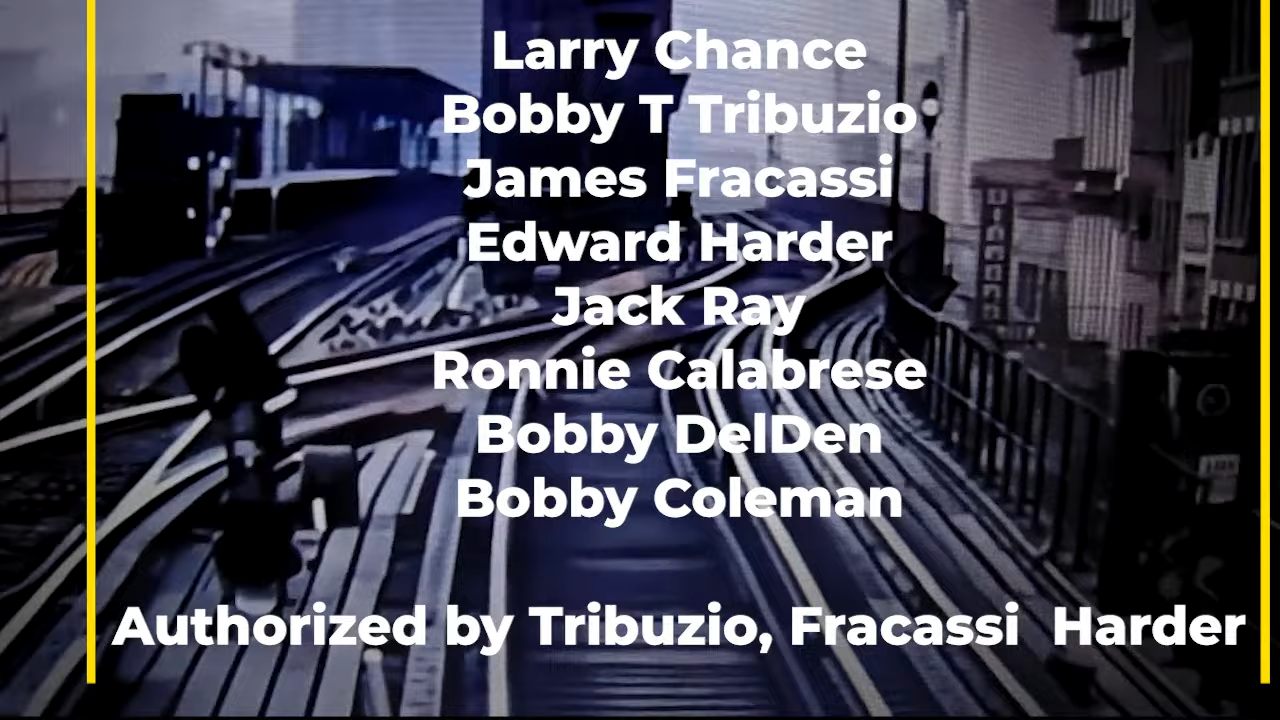 Larry Chance
Bobby T Tribuzio
James Fracassi
Edward Harder
Jack Ray
Ronnie Calabrese
Bobby DelDen
Bobby Coleman
Authorized by Tribuzio, Fracassi  Harder